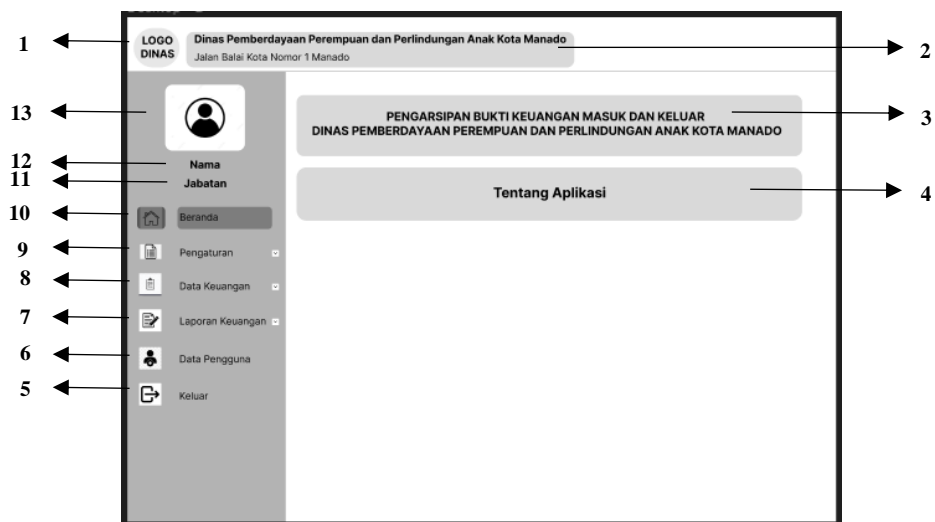 1
LOGO
DINAS
Dinas Pemberdayaan Perempuan dan Perlindungan Anak Kota Manado
Jalan Balai Kota Nomor 1 Manado
2
13
PENGARSIPAN BUKTI KEUANGAN MASUK DAN KELUAR
DINAS PEMBERDAYAAN PEREMPUAN DAN PERLINDUNGAN ANAK KOTA MANADO
3
12
Nama
11
Jabatan
Tentang Aplikasi
4
10
Beranda
9
Pengaturan
8
Data Keuangan
7
Laporan Keuangan
6
Data Pengguna
5
Keluar